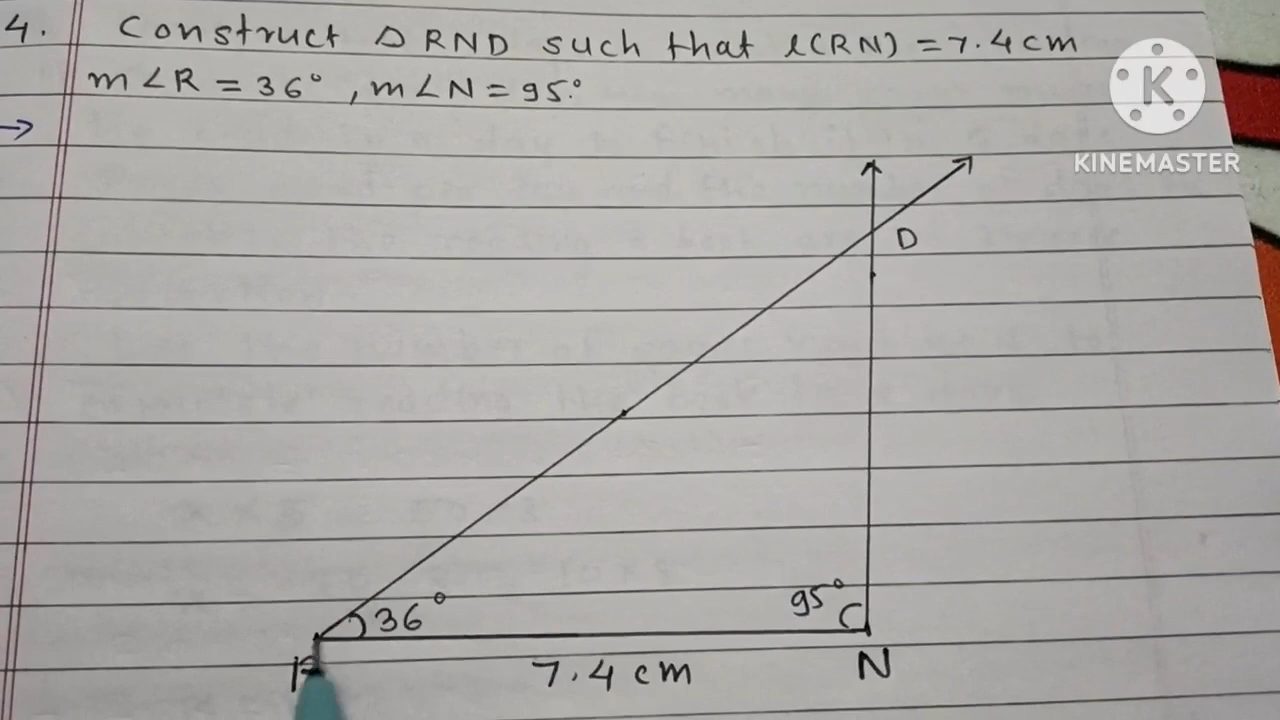 4. Construct Δ RND such that l(RN) = 7.4 cm
m∠R = 36°, m∠N = 95°.
→
K
KINEMASTER
D
36°
95°
R
7.4 cm
N